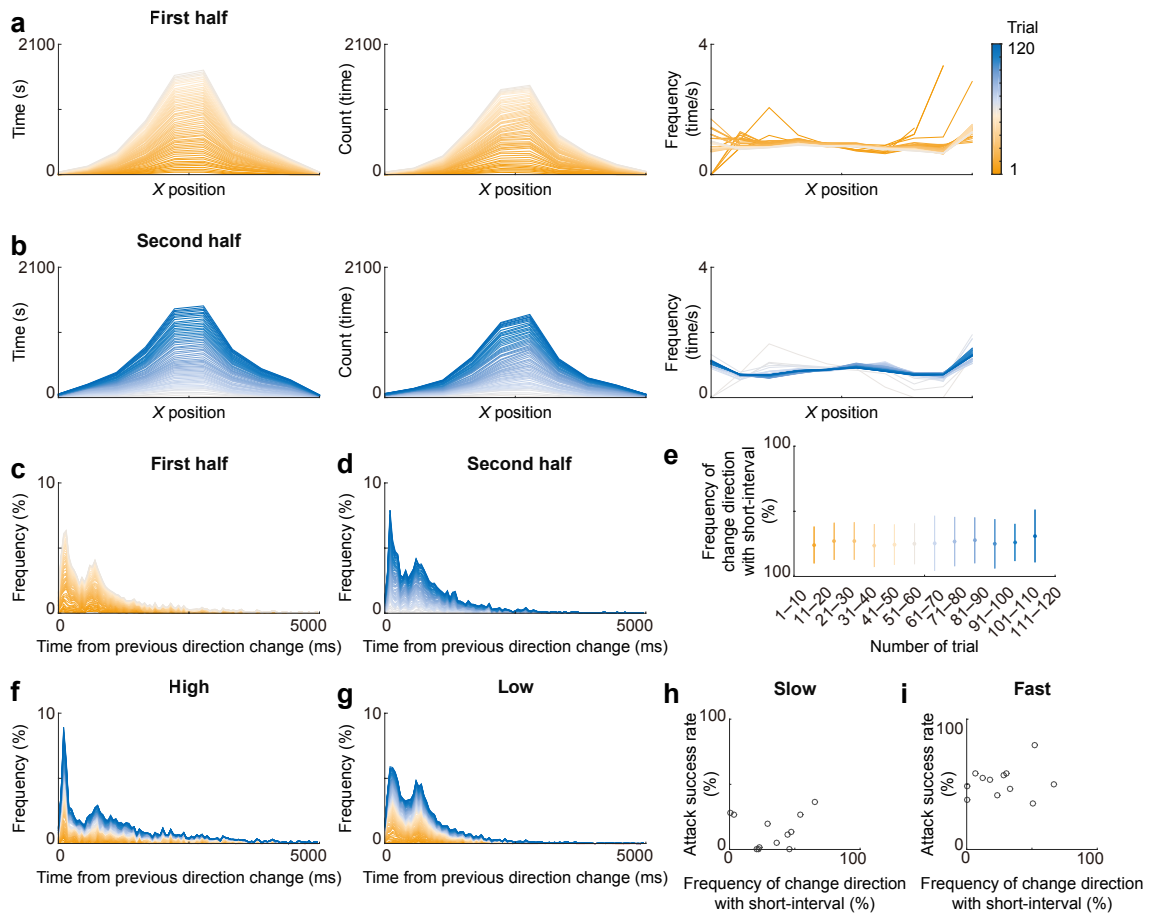 a
First half
2100
Time (s)
0
X position
2100
Count (time)
0
X position
4
Frequency
(time/s)
0
Trial
120
1
b
Second half
2100
Time (s)
0
X position
2100
Count (time)
0
X position
4
Frequency
(time/s)
0
X position
c
First half
10
Frequency (%)
0
0
5000
Time from previous direction change (ms)
d
Second half
10
Frequency (%)
0
0
5000
Time from previous direction change (ms)
e
100
Frequency of
change direction
with short-interval
(%)
100
1–10
11–20
21–30
31–40
41–50
51–60
61–70
71–80
81–90
91–100
101–110
111–120
Number of trial
f
High
10
Frequency (%)
0
0
5000
Time from previous direction change (ms)
g
Low
10
Frequency (%)
0
0
5000
Time from previous direction change (ms)
h
Slow
100
Attack success rate
(%)
0
0
100
Frequency of change direction
with short-interval (%)
i
Fast
100
Attack success rate
(%)
0
0
100
Frequency of change direction
with short-interval (%)